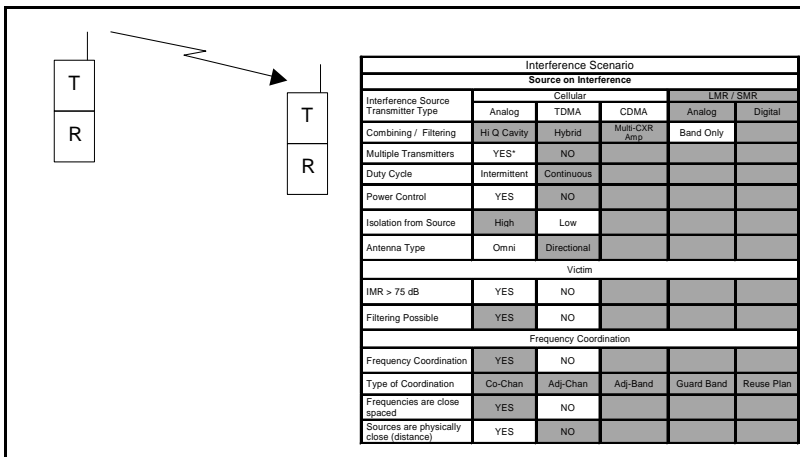 T
R
T
R
Interference Scenario
Source on Interference
Interference Source
Transmitter Type
Cellular
LMR / SMR
Analog TDMA CDMA Analog Digital
Combining / Filtering Hi Q Cavity Hybrid Multi-CXR Amp Band Only
Multiple Transmitters YES* NO
Duty Cycle Intermittent Continuous
Power Control YES NO
Isolation from Source High Low
Antenna Type Omni Directional
Victim
IMR > 75 dB YES NO
Filtering Possible YES NO
Frequency Coordination
Frequency Coordination YES NO
Type of Coordination Co-Chan Adj-Chan Adj-Band Guard Band Reuse Plan
Frequencies are close
spaced YES NO
Sources are physically
close (distance) YES NO